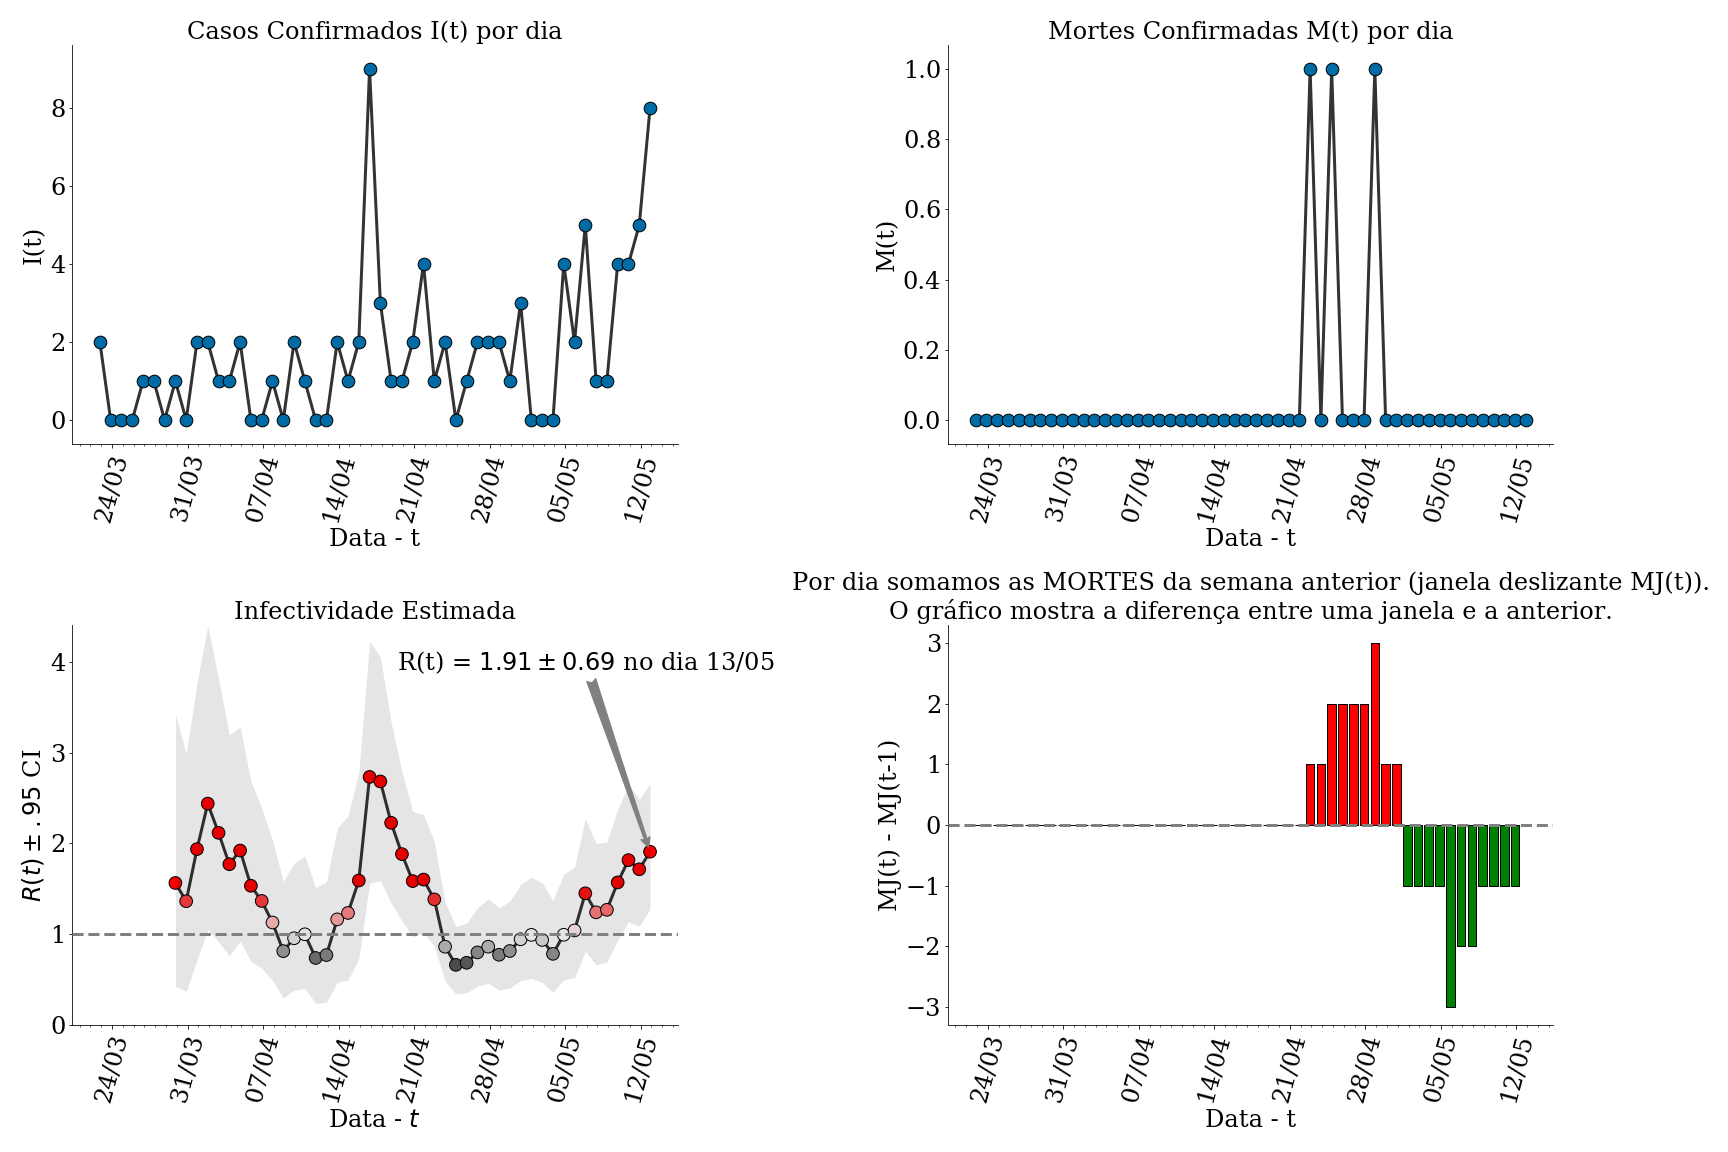 Casos Confirmados I(t) por dia
I(t)
8
6
4
2
0
24/03 31/03 07/04 14/04 21/04 28/04 05/05 12/05
Data - t
Mortes Confirmadas M(t) por dia
M(t)
1.0
0.8
0.6
0.4
0.2
0.0
24/03 31/03 07/04 14/04 21/04 28/04 05/05 12/05
Data - t
Infectividade Estimada
R(t) = 1.91 ± 0.69 no dia 13/05
R(t) ± .95 CI
4
3
2
1
0
24/03 31/03 07/04 14/04 21/04 28/04 05/05 12/05
Data - t
Por dia somamos as MORTES da semana anterior (janela deslizante MJ(t)).
O gráfico mostra a diferença entre uma janela e a anterior.
MJ(t) - MJ(t-1)
3
2
1
0
−1
−2
−3
24/03 31/03 07/04 14/04 21/04 28/04 05/05 12/05
Data - t